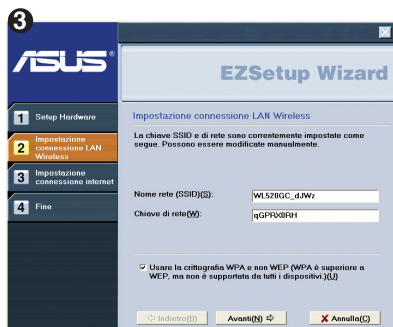 3
ASUS®
EZSetup Wizard
1 Setup Hardware
2 Impostazione
connessione LAN
Wireless
3 Impostazione
connessione internet
4 Fine
Impostazione connessione LAN Wireless
La chiave SSID e di rete sono correntemente impostate come
segue. Possono essere modificate manualmente.
Nome rete (SSID)(S): WL520GC_dJWz
Chiave di rete(W): qGPRX0RH
Usare la crittografia WPA e non WEP (WPA è superiore a
WEP, ma non è supportata da tutti i dispositivi.)(U)
Indietro(U) Avanti(N) Annulla(C)